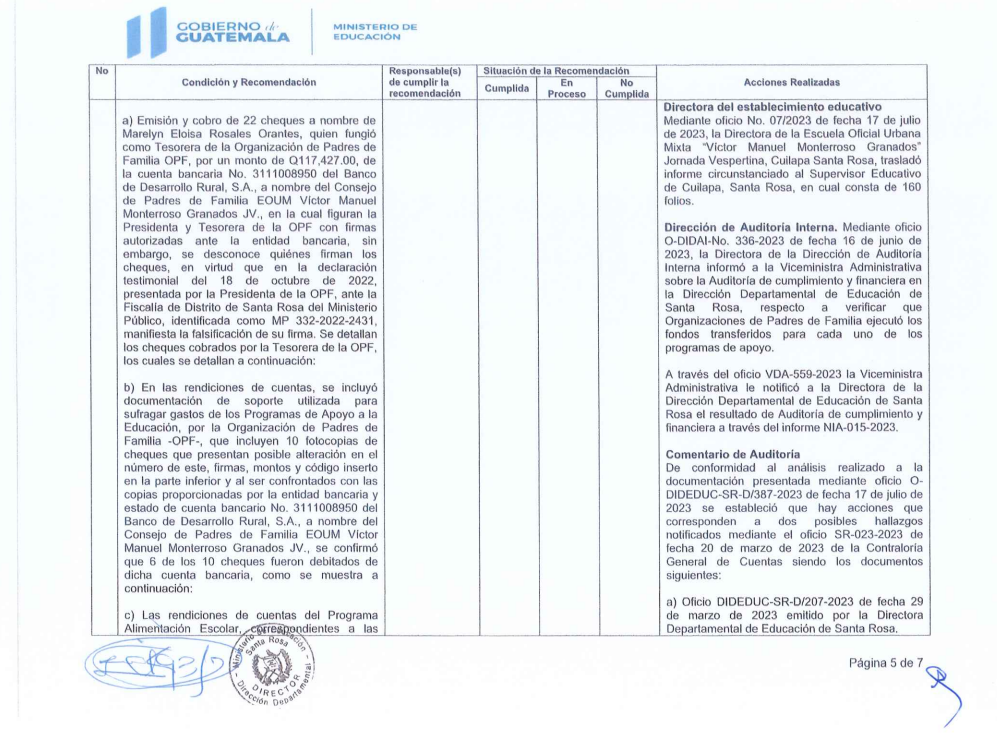 GOBIERNO de
GUATEMALA
MINISTERIO DE
EDUCACIÓN
No
Condición y Recomendación
Responsable(s)
de cumplir la
recomendación
Situación de la Recomendación
Cumplida
En
Proceso
No
Cumplida
Acciones Realizadas
a) Emisión y cobro de 22 cheques a nombre de
Marelyn Eloisa Rosales Orantes, quien fungió
como Tesorera de la Organización de Padres de
Familia OPF, por un monto de Q117,427.00, de
la cuenta bancaria No. 3111008950 del Banco
de Desarrollo Rural, S.A., a nombre del Consejo
de Padres de Familia EOUM Víctor Manuel
Monterroso Granados JV., en la cual figuran la
Presidenta y Tesorera de la OPF con firmas
autorizadas ante la entidad bancaria, sin
embargo, se desconoce quiénes firman los
cheques, en virtud que en la declaración
testimonial del 18 de octubre de 2022,
presentada por la Presidenta de la OPF, ante la
Fiscalía de Distrito de Santa Rosa del Ministerio
Público, identificada como MP 332-2022-2431,
manifiesta la falsificación de su firma. Se detallan
los cheques cobrados por la Tesorera de la OPF,
los cuales se detallan a continuación:
b) En las rendiciones de cuentas, se incluyó
documentación de soporte utilizada para
sufragar gastos de los Programas de Apoyo a la
Educación, por la Organización de Padres de
Familia -OPF-, que incluyen 10 fotocopias de
cheques que presentan posible alteración en el
número de este, firmas, montos y código inserto
en la parte inferior y al ser confrontados con las
copias proporcionadas por la entidad bancaria y
estado de cuenta bancario No. 3111008950 del
Banco de Desarrollo Rural, S.A., a nombre del
Consejo de Padres de Familia EOUM Víctor
Manuel Monterroso Granados JV., se confirmó
que 6 de los 10 cheques fueron debitados de
dicha cuenta bancaria, como se muestra a
continuación:
c) Las rendiciones de cuentas del Programa
Alimentación Escolar, correspondientes a las
Directora del establecimiento educativo
Mediante oficio No. 07/2023 de fecha 17 de julio
de 2023, la Directora de la Escuela Oficial Urbana
Mixta "Víctor Manuel Monterroso Granados"
Jornada Vespertina, Cuilapa Santa Rosa, trasladó
informe circunstanciado al Supervisor Educativo
de Cuilapa, Santa Rosa, en cual consta de 160
folios.
Dirección de Auditoría Interna. Mediante oficio
O-DIDAI-No. 336-2023 de fecha 16 de junio de
2023, la Directora de la Dirección de Auditoría
Interna informó a la Viceministra Administrativa
sobre la Auditoría de cumplimiento y financiera en
la Dirección Departamental de Educación de
Santa Rosa, respecto a verificar que
Organizaciones de Padres de Familia ejecutó los
fondos transferidos para cada uno de los
programas de apoyo.
A través del oficio VDA-559-2023 la Viceministra
Administrativa le notificó a la Directora de la
Dirección Departamental de Educación de Santa
Rosa el resultado de Auditoría de cumplimiento y
financiera a través del informe NIA-015-2023.
Comentario de Auditoría
De conformidad al análisis realizado a la
documentación presentada mediante oficio O-
DIDEDUC-SR-D/387-2023 de fecha 17 de julio de
2023 se estableció que hay acciones que
corresponden a dos posibles hallazgos
notificados mediante el oficio SR-023-2023 de
fecha 20 de marzo de 2023 de la Contraloría
General de Cuentas siendo los documentos
siguientes:
a) Oficio DIDEDUC-SR-D/207-2023 de fecha 29
de marzo de 2023 emitido por la Directora
Departamental de Educación de Santa Rosa.
Santa Rosa
DIRECTOR
Dirección Departamental
Página 5 de 7